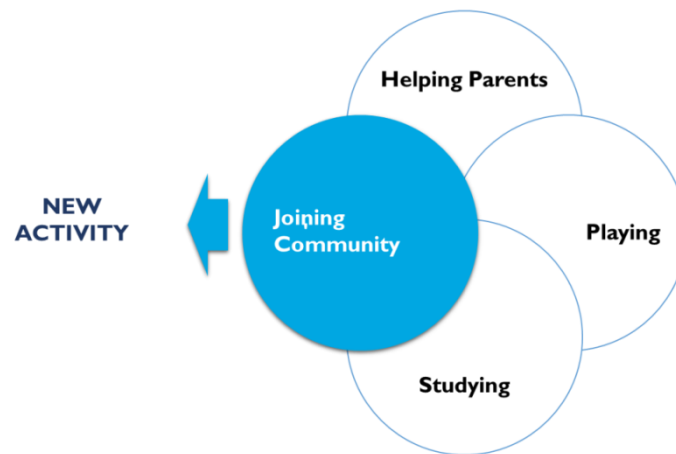 Helping Parents
NEW
ACTIVITY
Joining
Community
Playing
Studying